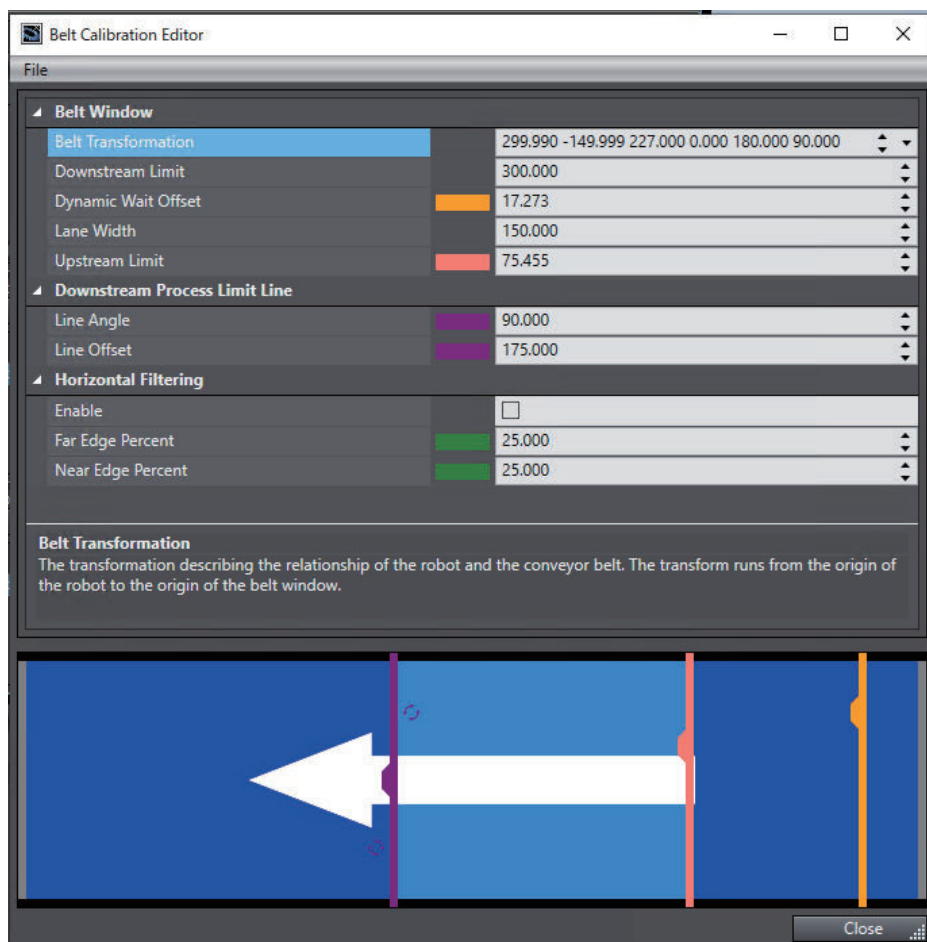 Belt Calibration Editor
File
Belt Window
Belt Transformation 299.990 -149.999 227.000 0.000 180.000 90.000
Downstream Limit 300.000
Dynamic Wait Offset 17.273
Lane Width 150.000
Upstream Limit 75.455
Downstream Process Limit Line
Line Angle 90.000
Line Offset 175.000
Horizontal Filtering
Enable
Far Edge Percent 25.000
Near Edge Percent 25.000
Belt Transformation
The transformation describing the relationship of the robot and the conveyor belt. The transform runs from the origin of
the robot to the origin of the belt window.
Close